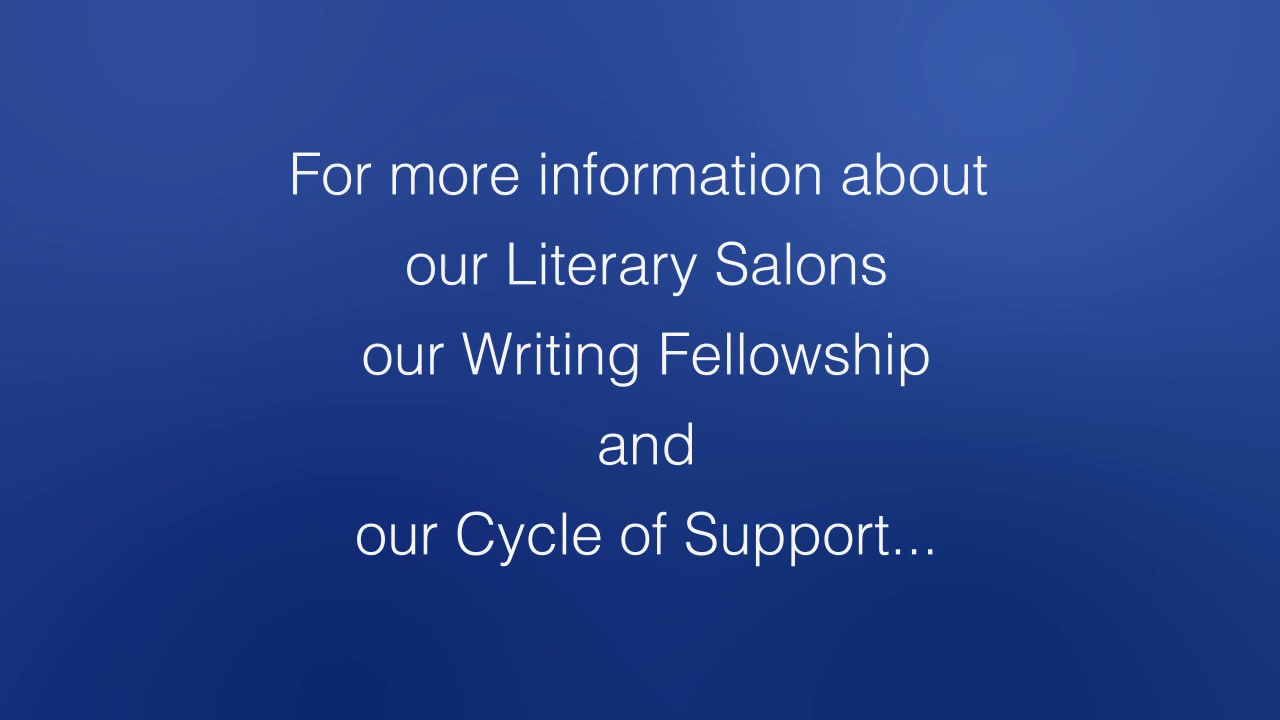 For more information about
our Literary Salons
our Writing Fellowship
and
our Cycle of Support...